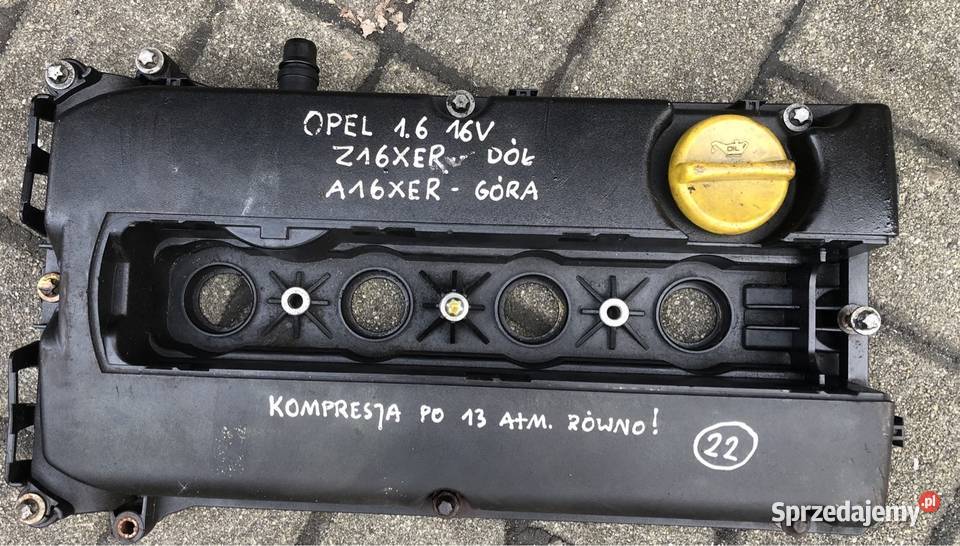 OPEL 1.6 16V
Z16XER - DÓŁ
A16XER - GÓRA
OIL
KOMPRESJA PO 13 ATM. RÓWNO!
22
Sprzedajemy.pl